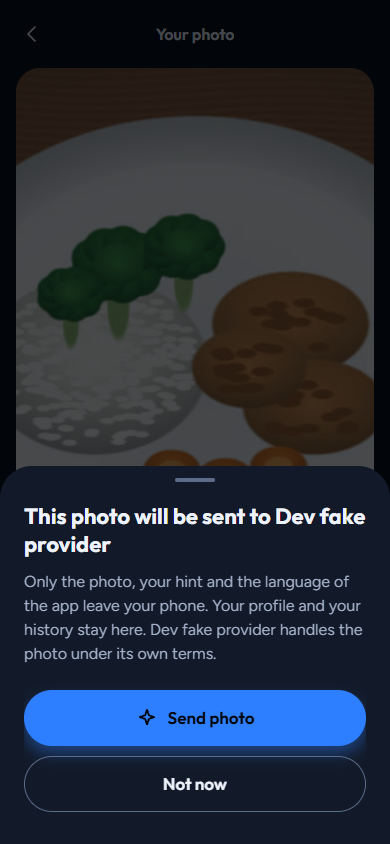 Your photo
This photo will be sent to Dev fake
provider
Only the photo, your hint and the language of
the app leave your phone. Your profile and your
history stay here. Dev fake provider handles the
photo under its own terms.
Send photo
Not now